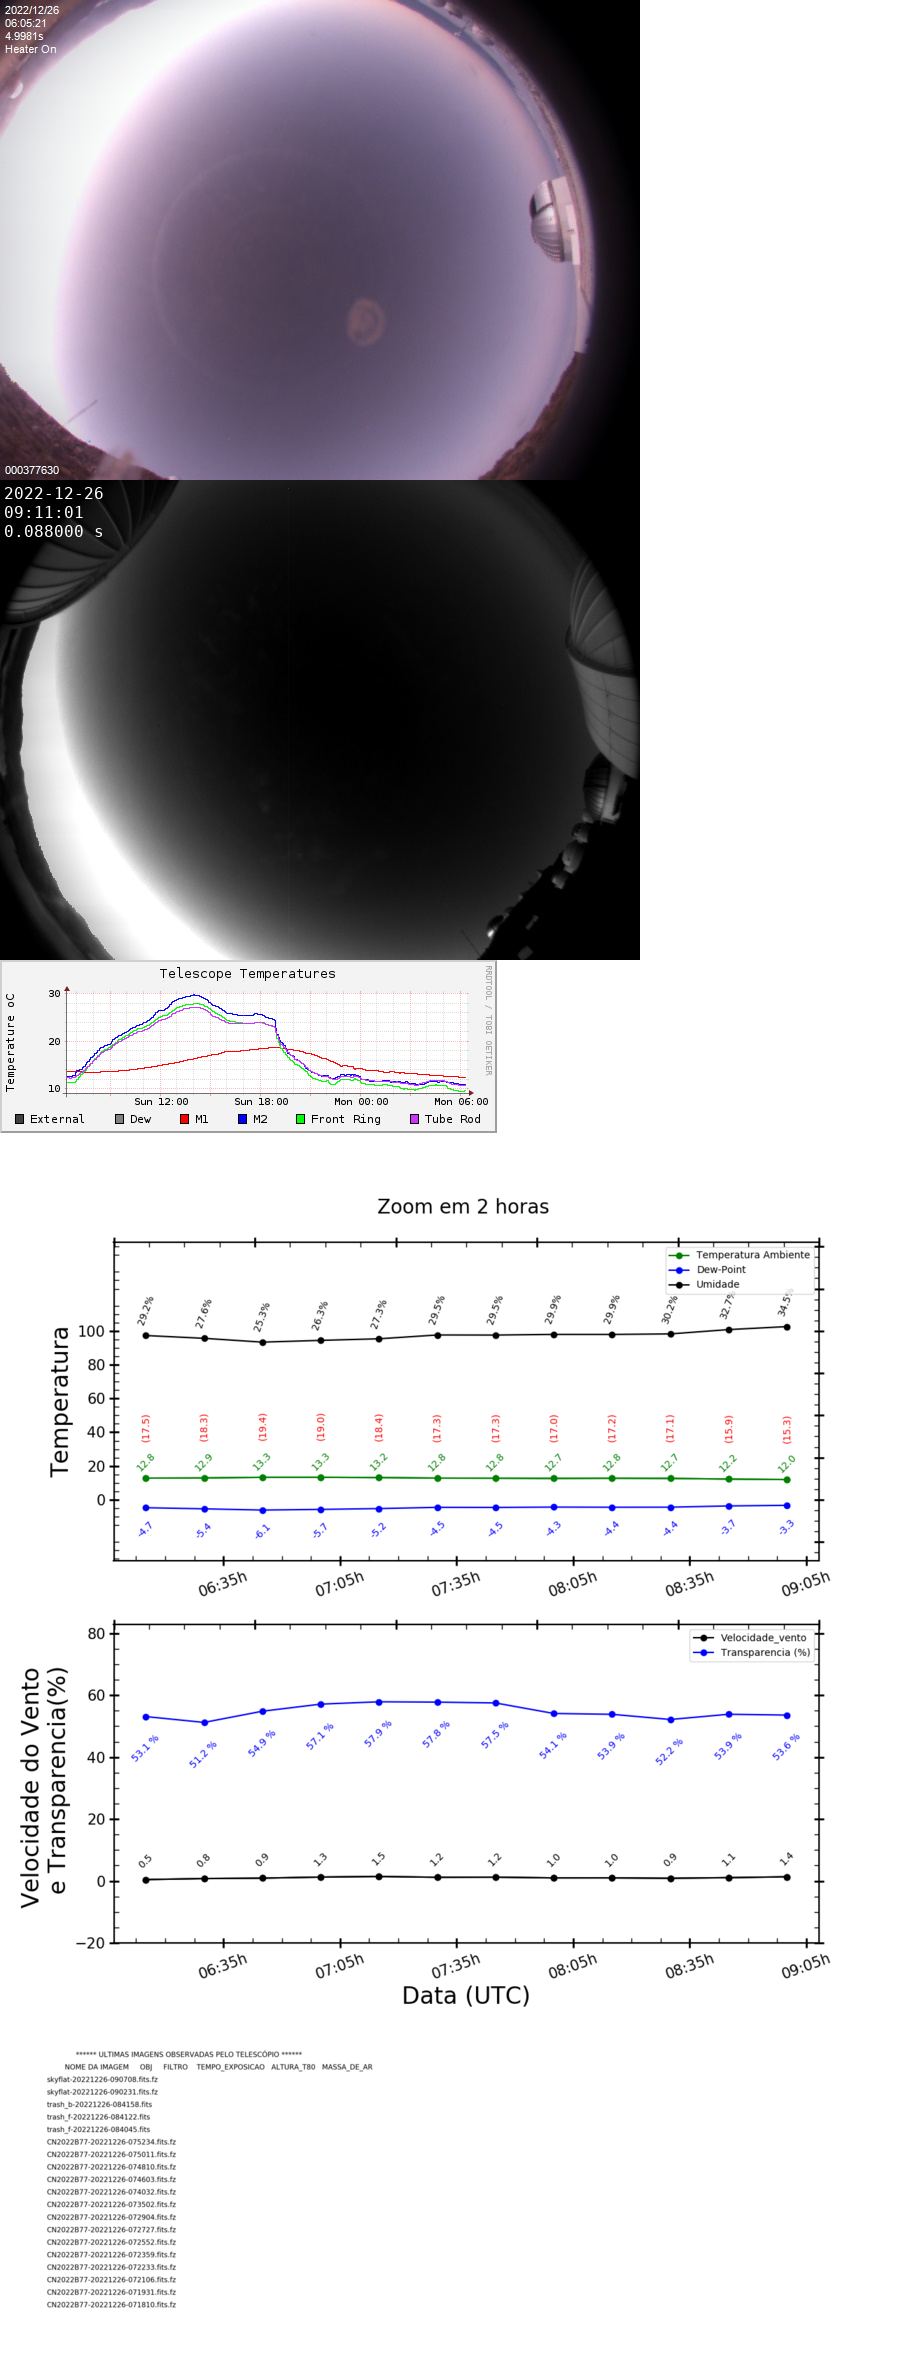 2022/12/26
06:05:21
4.9981s
Heater On
000377630
2022-12-26
09:11:01
0.088000 s
Telescope Temperatures
RRDTOOL / TOBI OETIKER
Temperature oC
30
20
10
Sun 12:00 Sun 18:00 Mon 00:00 Mon 06:00
External Dew M1 M2 Front Ring Tube Rod
Zoom em 2 horas
Temperatura Ambiente
Dew-Point
Umidade
29.2% 27.6% 25.3% 26.3% 27.3% 29.5% 29.5% 29.9% 29.9% 30.2% 32.7% 34.5%
Temperatura
100
80
60
40
20
0
(17.5) (18.3) (19.4) (19.0) (18.4) (17.3) (17.3) (17.0) (17.2) (17.1) (15.9) (15.3)
12.8 12.9 13.3 13.3 13.2 12.8 12.8 12.7 12.8 12.7 12.2 12.0
-4.7 -5.4 -6.1 -5.7 -5.2 -4.5 -4.5 -4.3 -4.4 -4.4 -3.7 -3.3
06:35h 07:05h 07:35h 08:05h 08:35h 09:05h
Velocidade_vento
Transparencia (%)
Velocidade do Vento
e Transparencia(%)
80
60
40
20
0
−20
53.1 % 51.2 % 54.9 % 57.1 % 57.9 % 57.8 % 57.5 % 54.1 % 53.9 % 52.2 % 53.9 % 53.6 %
0.5 0.8 0.9 1.3 1.5 1.2 1.2 1.0 1.0 0.9 1.1 1.4
06:35h 07:05h 07:35h 08:05h 08:35h 09:05h
Data (UTC)
****** ULTIMAS IMAGENS OBSERVADAS PELO TELESCÓPIO ******
NOME DA IMAGEM OBJ FILTRO TEMPO_EXPOSICAO ALTURA_T80 MASSA_DE_AR
skyflat-20221226-090708.fits.fz
skyflat-20221226-090231.fits.fz
trash_b-20221226-084158.fits
trash_f-20221226-084122.fits
trash_f-20221226-084045.fits
CN2022B77-20221226-075234.fits.fz
CN2022B77-20221226-075011.fits.fz
CN2022B77-20221226-074810.fits.fz
CN2022B77-20221226-074603.fits.fz
CN2022B77-20221226-074032.fits.fz
CN2022B77-20221226-073502.fits.fz
CN2022B77-20221226-072904.fits.fz
CN2022B77-20221226-072727.fits.fz
CN2022B77-20221226-072552.fits.fz
CN2022B77-20221226-072359.fits.fz
CN2022B77-20221226-072233.fits.fz
CN2022B77-20221226-072106.fits.fz
CN2022B77-20221226-071931.fits.fz
CN2022B77-20221226-071810.fits.fz